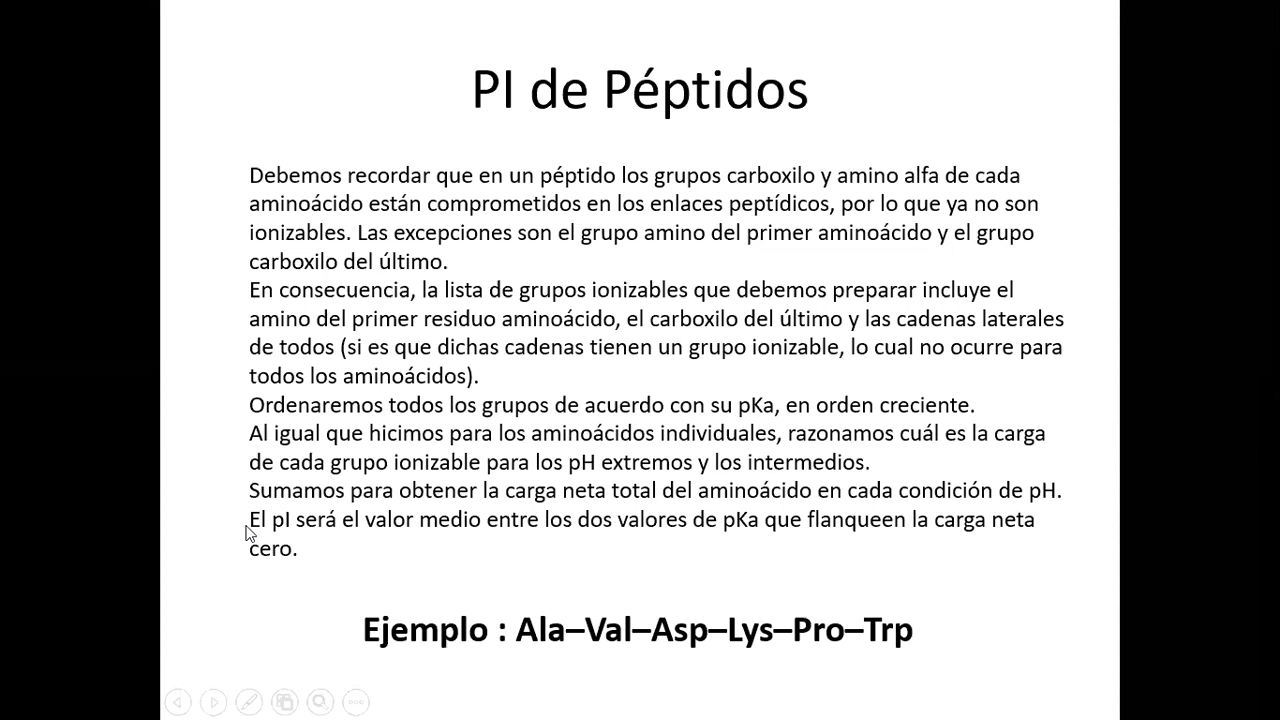 PI de Péptidos
Debemos recordar que en un péptido los grupos carboxilo y amino alfa de cada
aminoácido están comprometidos en los enlaces peptídicos, por lo que ya no son
ionizables. Las excepciones son el grupo amino del primer aminoácido y el grupo
carboxilo del último.
En consecuencia, la lista de grupos ionizables que debemos preparar incluye el
amino del primer residuo aminoácido, el carboxilo del último y las cadenas laterales
de todos (si es que dichas cadenas tienen un grupo ionizable, lo cual no ocurre para
todos los aminoácidos).
Ordenaremos todos los grupos de acuerdo con su pKa, en orden creciente.
Al igual que hicimos para los aminoácidos individuales, razonamos cuál es la carga
de cada grupo ionizable para los pH extremos y los intermedios.
Sumamos para obtener la carga neta total del aminoácido en cada condición de pH.
El pI será el valor medio entre los dos valores de pKa que flanqueen la carga neta
cero.
Ejemplo : Ala–Val–Asp–Lys–Pro–Trp